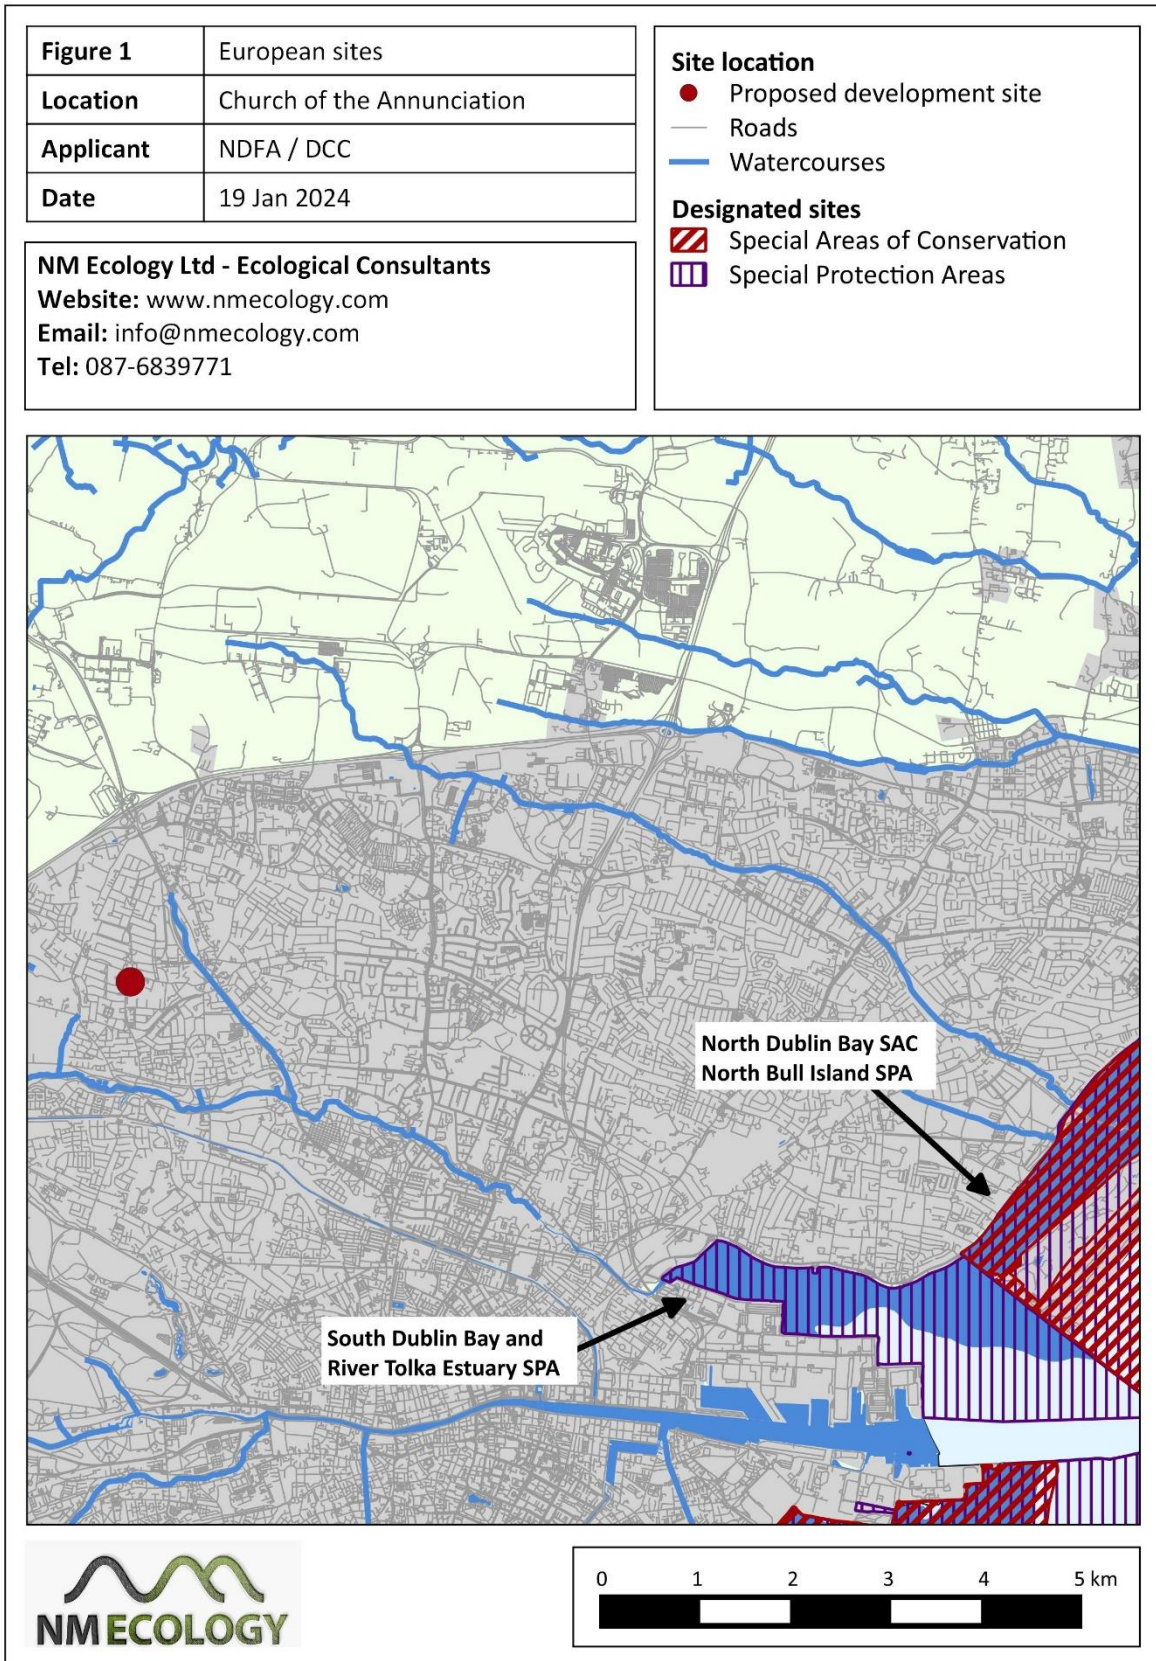 Figure 1 European sites
Location Church of the Annunciation
Applicant NDFA / DCC
Date 19 Jan 2024
NM Ecology Ltd - Ecological Consultants
Website: www.nmecology.com
Email: info@nmecology.com
Tel: 087-6839771
Site location
Proposed development site
Roads
Watercourses
Designated sites
Special Areas of Conservation
Special Protection Areas
North Dublin Bay SAC
North Bull Island SPA
South Dublin Bay and
River Tolka Estuary SPA
NM ECOLOGY
0 1 2 3 4 5 km